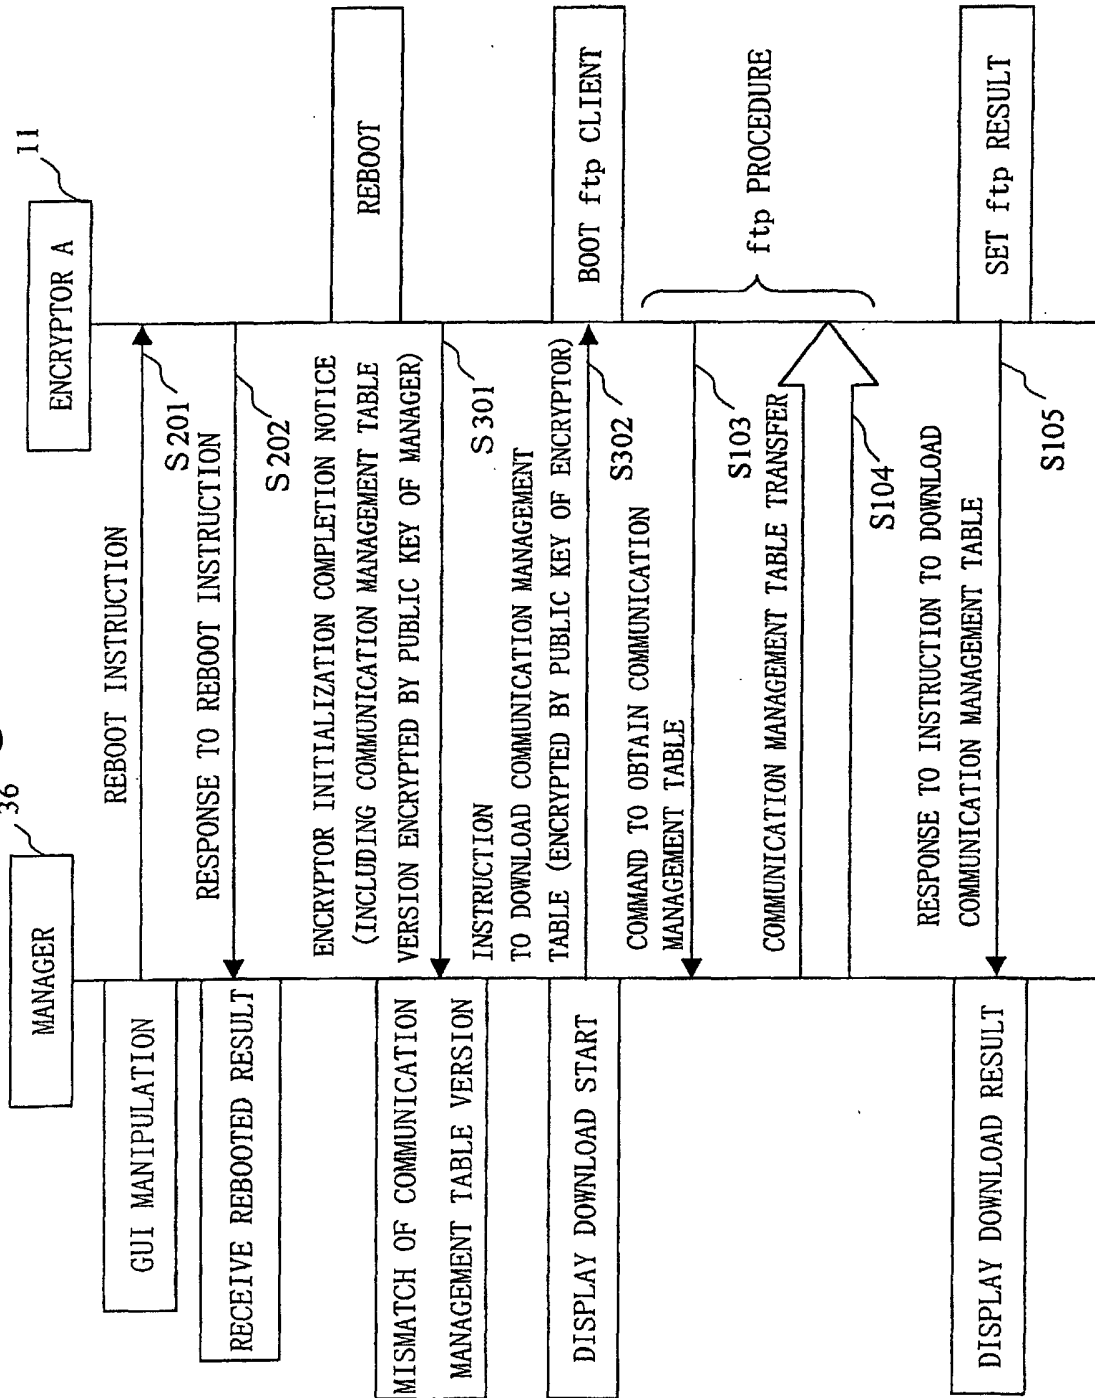 36
MANAGER
ENCRYPTOR A
11
GUI MANIPULATION
REBOOT INSTRUCTION
S201
RECEIVE REBOOTED RESULT
RESPONSE TO REBOOT INSTRUCTION
S202
REBOOT
ENCRYPTOR INITIALIZATION COMPLETION NOTICE
(INCLUDING COMMUNICATION MANAGEMENT TABLE
VERSION ENCRYPTED BY PUBLIC KEY OF MANAGER)
S301
MISMATCH OF COMMUNICATION
MANAGEMENT TABLE VERSION
INSTRUCTION
TO DOWNLOAD COMMUNICATION MANAGEMENT
TABLE (ENCRYPTED BY PUBLIC KEY OF ENCRYPTOR)
S302
DISPLAY DOWNLOAD START
BOOT ftp CLIENT
COMMAND TO OBTAIN COMMUNICATION
MANAGEMENT TABLE
S103
ftp PROCEDURE
COMMUNICATION MANAGEMENT TABLE TRANSFER
S104
RESPONSE TO INSTRUCTION TO DOWNLOAD
COMMUNICATION MANAGEMENT TABLE
S105
DISPLAY DOWNLOAD RESULT
SET ftp RESULT